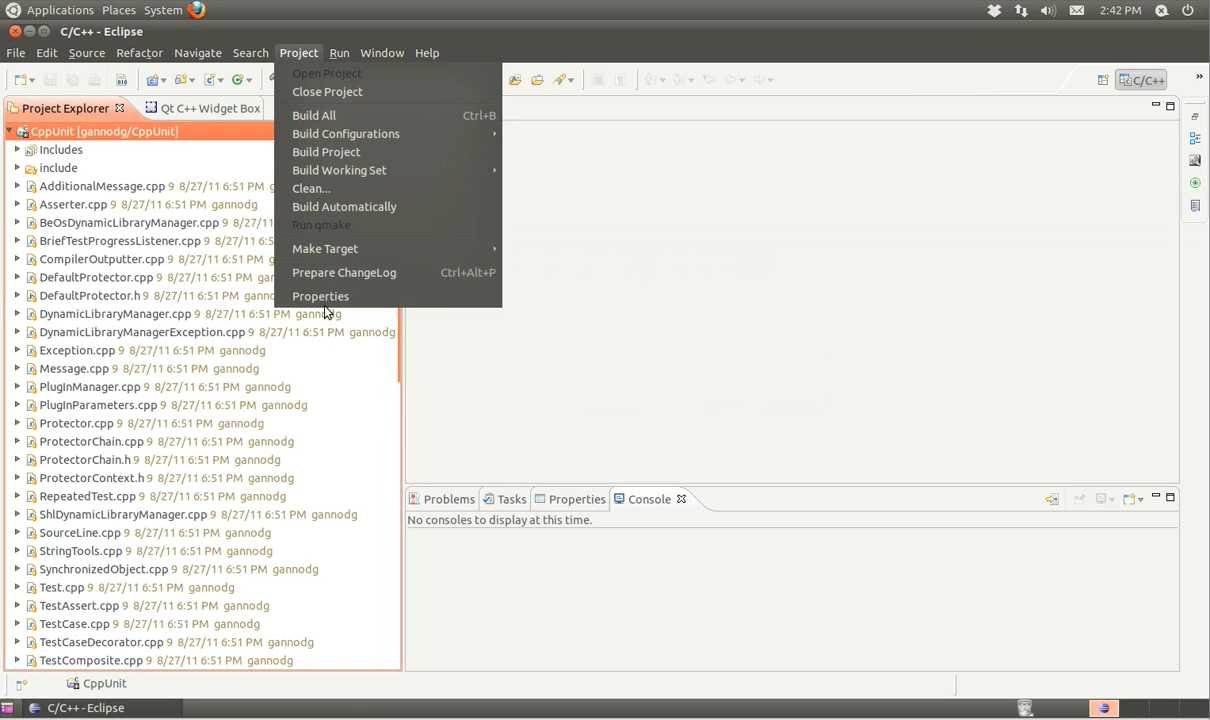 Applications Places System 2:42 PM
C/C++ - Eclipse
File Edit Source Refactor Navigate Search Project Run Window Help
C/C++ »
Project Explorer Qt C++ Widget Box
Open Project
Close Project
Build All Ctrl+B
Build Configurations
Build Project
Build Working Set
Clean...
Build Automatically
Run qmake
Make Target
Prepare ChangeLog Ctrl+Alt+P
Properties
CppUnit [gannodg/CppUnit]
Includes
include
AdditionalMessage.cpp 9 8/27/11 6:51 PM g
Asserter.cpp 9 8/27/11 6:51 PM gannodg
BeOsDynamicLibraryManager.cpp 9 8/27/11
BriefTestProgressListener.cpp 9 8/27/11 6:5
CompilerOutputter.cpp 9 8/27/11 6:51 PM g
DefaultProtector.cpp 9 8/27/11 6:51 PM gan
DefaultProtector.h 9 8/27/11 6:51 PM gann
DynamicLibraryManager.cpp 9 8/27/11 6:51 PM gannodg
DynamicLibraryManagerException.cpp 9 8/27/11 6:51 PM gannodg
Exception.cpp 9 8/27/11 6:51 PM gannodg
Message.cpp 9 8/27/11 6:51 PM gannodg
PlugInManager.cpp 9 8/27/11 6:51 PM gannodg
PlugInParameters.cpp 9 8/27/11 6:51 PM gannodg
Protector.cpp 9 8/27/11 6:51 PM gannodg
ProtectorChain.cpp 9 8/27/11 6:51 PM gannodg
ProtectorChain.h 9 8/27/11 6:51 PM gannodg
ProtectorContext.h 9 8/27/11 6:51 PM gannodg
RepeatedTest.cpp 9 8/27/11 6:51 PM gannodg
ShlDynamicLibraryManager.cpp 9 8/27/11 6:51 PM gannodg
SourceLine.cpp 9 8/27/11 6:51 PM gannodg
StringTools.cpp 9 8/27/11 6:51 PM gannodg
SynchronizedObject.cpp 9 8/27/11 6:51 PM gannodg
Test.cpp 9 8/27/11 6:51 PM gannodg
TestAssert.cpp 9 8/27/11 6:51 PM gannodg
TestCase.cpp 9 8/27/11 6:51 PM gannodg
TestCaseDecorator.cpp 9 8/27/11 6:51 PM gannodg
TestComposite.cpp 9 8/27/11 6:51 PM gannodg
Problems Tasks Properties Console
No consoles to display at this time.
CppUnit
C/C++ - Eclipse